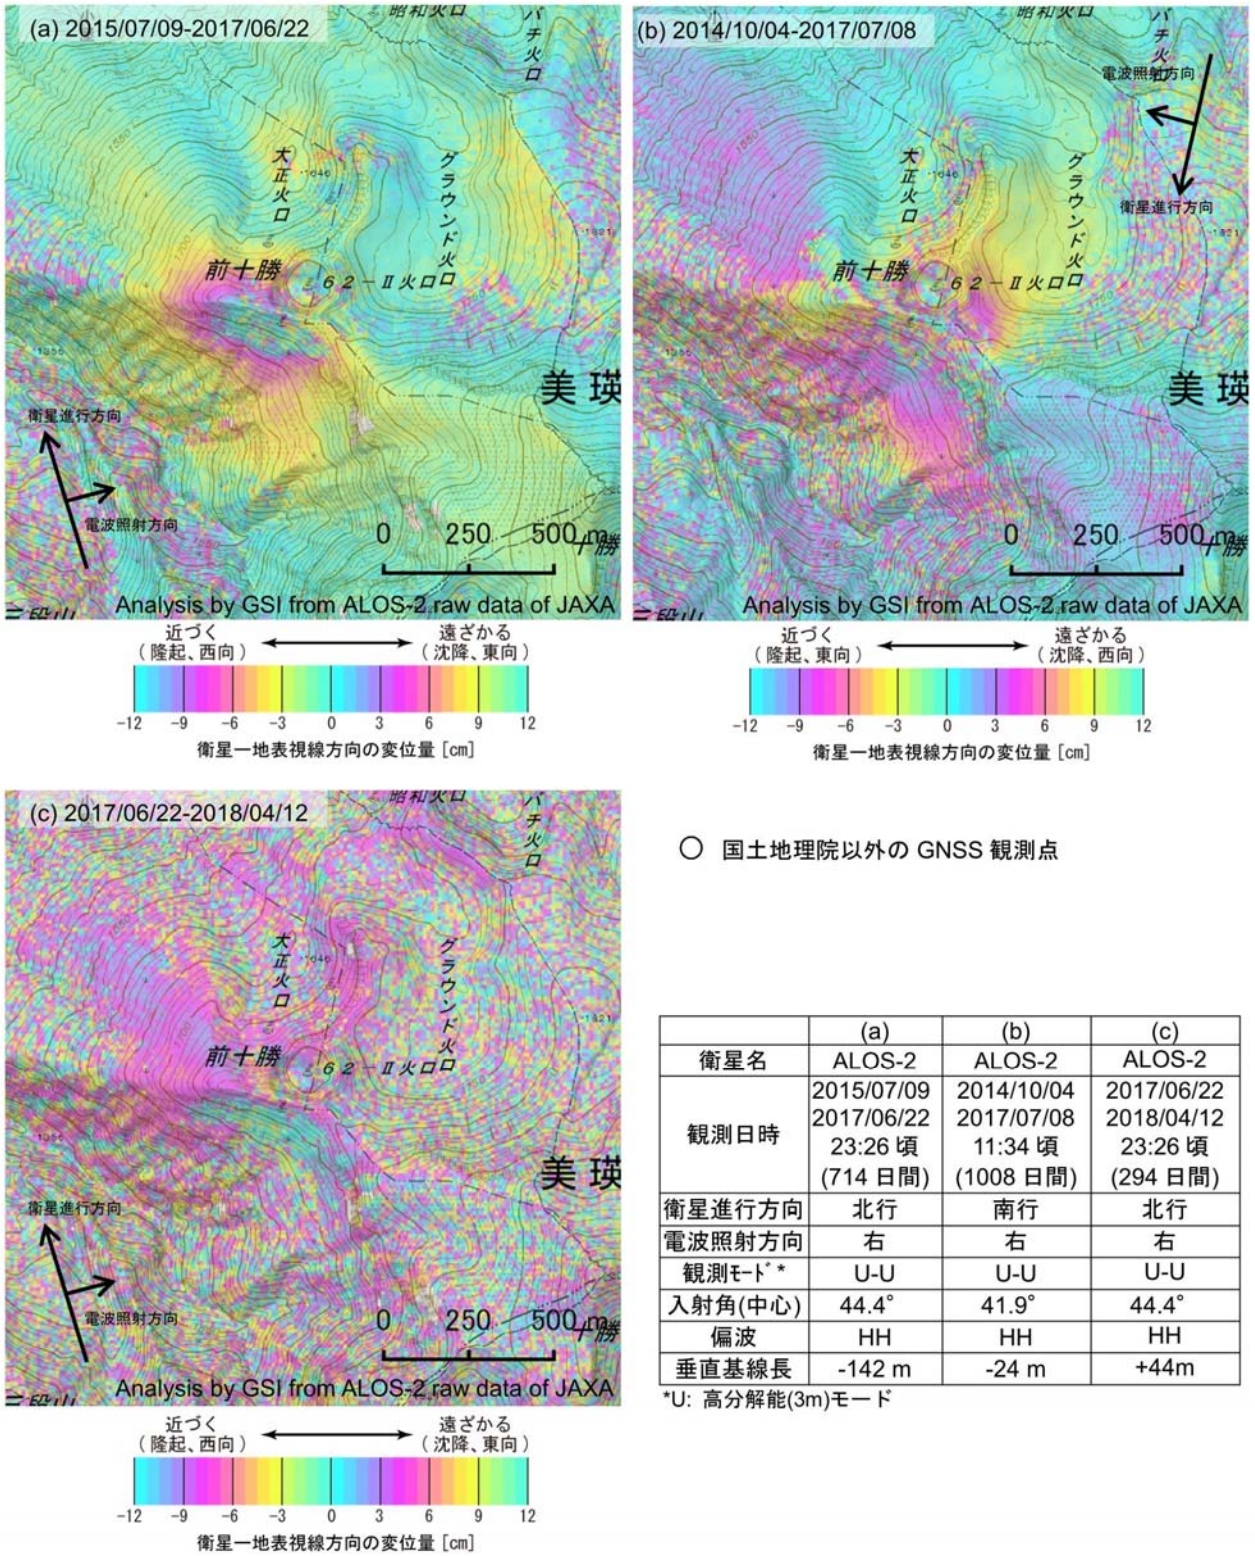 (a) 2015/07/09-2017/06/22
昭和火口
バチ火口
大正火口
1646
グラウンド火口
前十勝
62-Ⅱ火口
美瑛
衛星進行方向
電波照射方向
0 250 500 m
十勝
Analysis by GSI from ALOS-2 raw data of JAXA
近づく
(隆起、西向)
遠ざかる
(沈降、東向)
-12 -9 -6 -3 0 3 6 9 12
衛星―地表視線方向の変位量 [cm]
(b) 2014/10/04-2017/07/08
昭和火口
バチ火口
電波照射方向
衛星進行方向
大正火口
1646
グラウンド火口
前十勝
62-Ⅱ火口
美瑛
0 250 500 m
十勝
Analysis by GSI from ALOS-2 raw data of JAXA
近づく
(隆起、東向)
遠ざかる
(沈降、西向)
-12 -9 -6 -3 0 3 6 9 12
衛星―地表視線方向の変位量 [cm]
(c) 2017/06/22-2018/04/12
昭和火口
バチ火口
大正火口
1646
グラウンド火口
前十勝
62-Ⅱ火口
美瑛
衛星進行方向
電波照射方向
0 250 500 m
十勝
Analysis by GSI from ALOS-2 raw data of JAXA
近づく
(隆起、西向)
遠ざかる
(沈降、東向)
-12 -9 -6 -3 0 3 6 9 12
衛星―地表視線方向の変位量 [cm]
○ 国土地理院以外の GNSS 観測点
(a) (b) (c)
衛星名 ALOS-2 ALOS-2 ALOS-2
観測日時 2015/07/09 2014/10/04 2017/06/22
2017/06/22 2017/07/08 2018/04/12
23:26 頃 11:34 頃 23:26 頃
(714 日間) (1008 日間) (294 日間)
衛星進行方向 北行 南行 北行
電波照射方向 右 右 右
観測モード* U-U U-U U-U
入射角(中心) 44.4° 41.9° 44.4°
偏波 HH HH HH
垂直基線長 -142 m -24 m +44m
*U: 高分解能(3m)モード